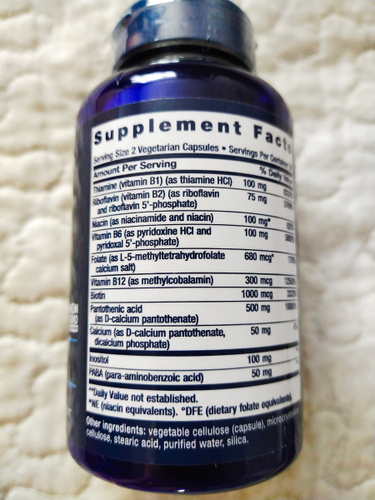 Supplement Facts
Serving Size 2 Vegetarian Capsules • Servings Per
Amount Per Serving
% Daily
Thiamine (vitamin B1) (as thiamine HCl) 100 mg
Riboflavin (vitamin B2) (as riboflavin 75 mg
and riboflavin 5'-phosphate)
Niacin (as niacinamide and niacin) 100 mg*
Vitamin B6 (as pyridoxine HCl and 100 mg
pyridoxal 5'-phosphate)
Folate (as L-5-methyltetrahydrofolate 680 mcg*
calcium salt)
Vitamin B12 (as methylcobalamin) 300 mcg
Biotin 1000 mcg
Pantothenic acid 500 mg
(as D-calcium pantothenate)
Calcium (as D-calcium pantothenate, 50 mg
dicalcium phosphate)
Inositol 100 mg
PABA (para-aminobenzoic acid) 50 mg
**Daily Value not established.
*NE (niacin equivalents). *DFE (dietary folate equivalents).
Other ingredients: vegetable cellulose (capsule),
cellulose, stearic acid, purified water, silica.